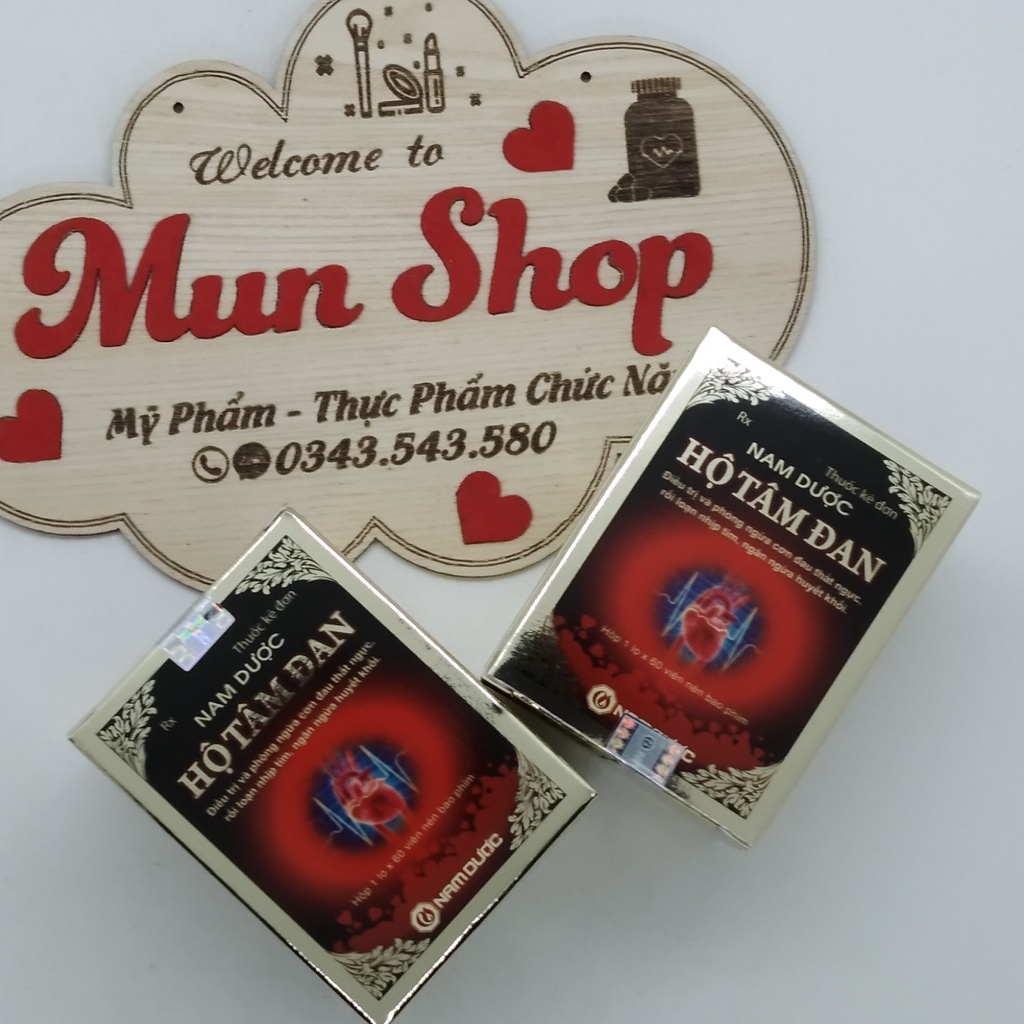 Welcome to
Mun Shop
Mỹ Phẩm - Thực Phẩm Chức Nă
0343.543.580
Rx
Thuốc kê đơn
NAM DƯỢC
HỘ TÂM ĐAN
Điều trị và phòng ngừa cơn đau thắt ngực,
rối loạn nhịp tim, ngăn ngừa huyết khối.
Hộp 1 lọ x 60 viên nén bao phim
Rx
Thuốc kê đơn
NAM DƯỢC
HỘ TÂM ĐAN
Điều trị và phòng ngừa cơn đau thắt ngực,
rối loạn nhịp tim, ngăn ngừa huyết khối.
Hộp 1 lọ x 60 viên nén bao phim
NAM DƯỢC